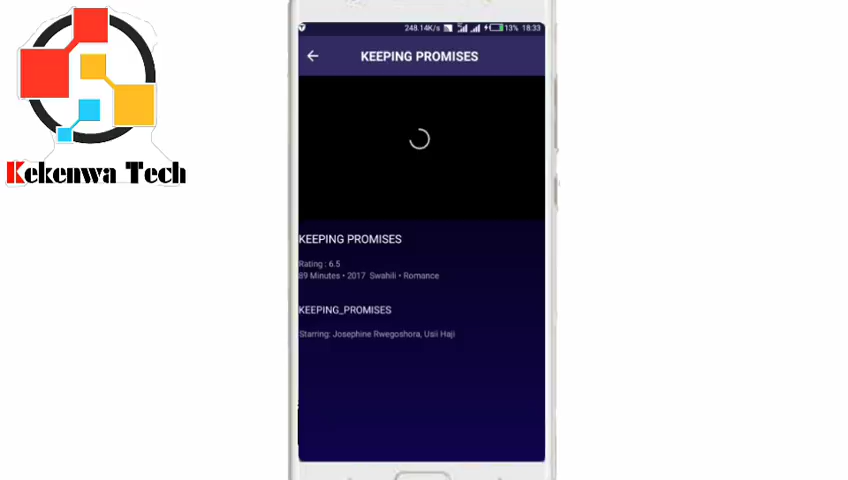 248.14K/s 13% 18:33
KEEPING PROMISES
KEEPING PROMISES
Rating : 6.5
89 Minutes • 2017 Swahili • Romance
KEEPING_PROMISES
Starring: Josephine Rwegoshora, Usii Haji
Kekenwa Tech